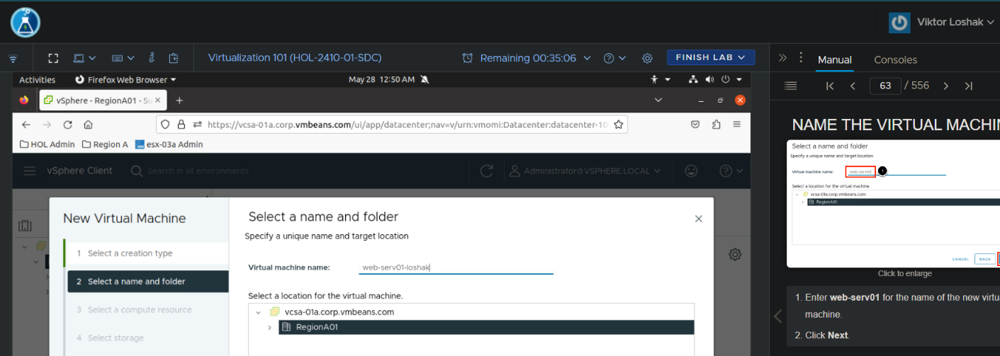 Viktor Loshak
Virtualization 101 (HOL-2410-01-SDC)
Remaining 00:35:06
FINISH LAB
Manual
Consoles
Activities
Firefox Web Browser
May 28 12:50 AM
63 / 556
vSphere - RegionA01 - Su
https://vcsa-01a.corp.vmbeans.com/ui/app/datacenter;nav=v/urn:vmomi:Datacenter:datacenter-10
HOL Admin
Region A
esx-03a Admin
vSphere Client
Search in all environments
Administrator@VSPHERE.LOCAL
New Virtual Machine
1 Select a creation type
2 Select a name and folder
3 Select a compute resource
4 Select storage
Select a name and folder
Specify a unique name and target location
Virtual machine name:
web-serv01-loshak
Select a location for the virtual machine.
vcsa-01a.corp.vmbeans.com
RegionA01
NAME THE VIRTUAL MACHIN
Select a name and folder
Specify a unique name and target location
Virtual machine name:
web-serv01
1
Select a location for the virtual machine.
vcsa-01a.corp.vmbeans.com
RegionA01
CANCEL
BACK
Click to enlarge
1. Enter web-serv01 for the name of the new virtua
machine.
2. Click Next.